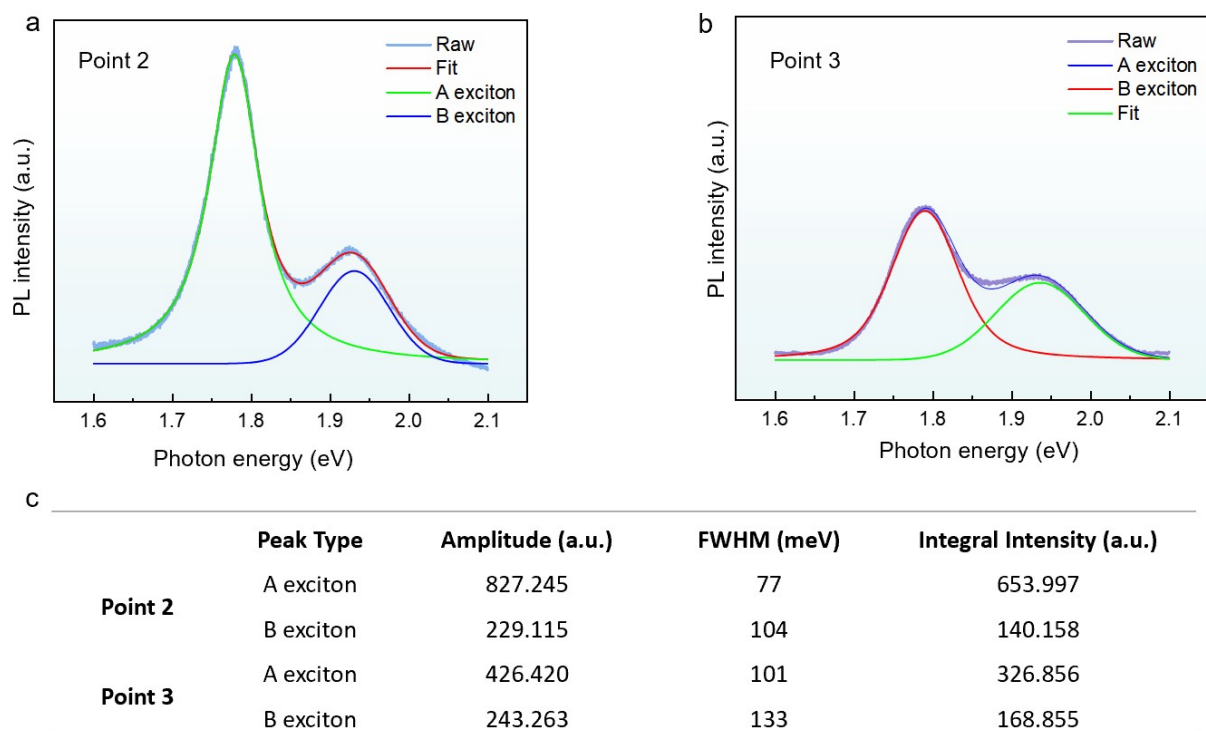 a
Point 2
Raw
Fit
A exciton
B exciton
PL intensity (a.u.)
1.6 1.7 1.8 1.9 2.0 2.1
Photon energy (eV)
b
Point 3
Raw
A exciton
B exciton
Fit
PL intensity (a.u.)
1.6 1.7 1.8 1.9 2.0 2.1
Photon energy (eV)
c
Peak Type Amplitude (a.u.) FWHM (meV) Integral Intensity (a.u.)
Point 2
A exciton 827.245 77 653.997
B exciton 229.115 104 140.158
Point 3
A exciton 426.420 101 326.856
B exciton 243.263 133 168.855